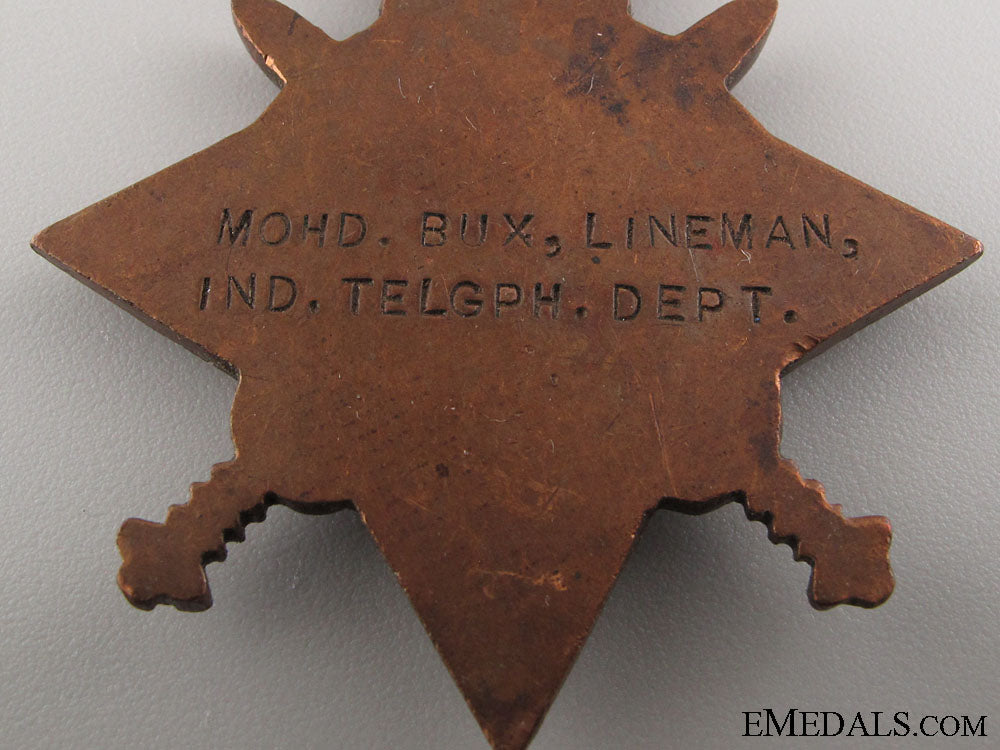 MOHD. BUX, LINEMAN,
IND. TELGPH. DEPT.
EMEDALS.COM